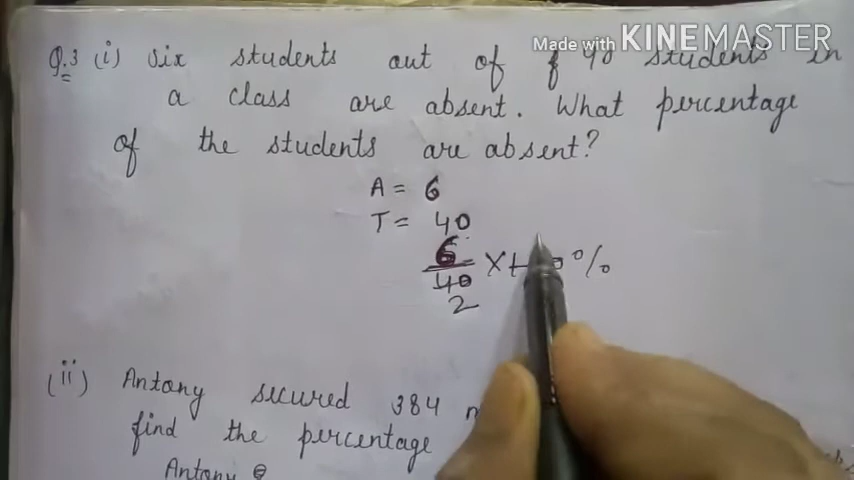 Made with KINEMASTER
Q.3 (i) six students out of 40 students in
a class are absent. What percentage
of the students are absent?
A = 6
T = 40
6
40
2
X %
(ii) Antony secured 384
find the percentage
Antony